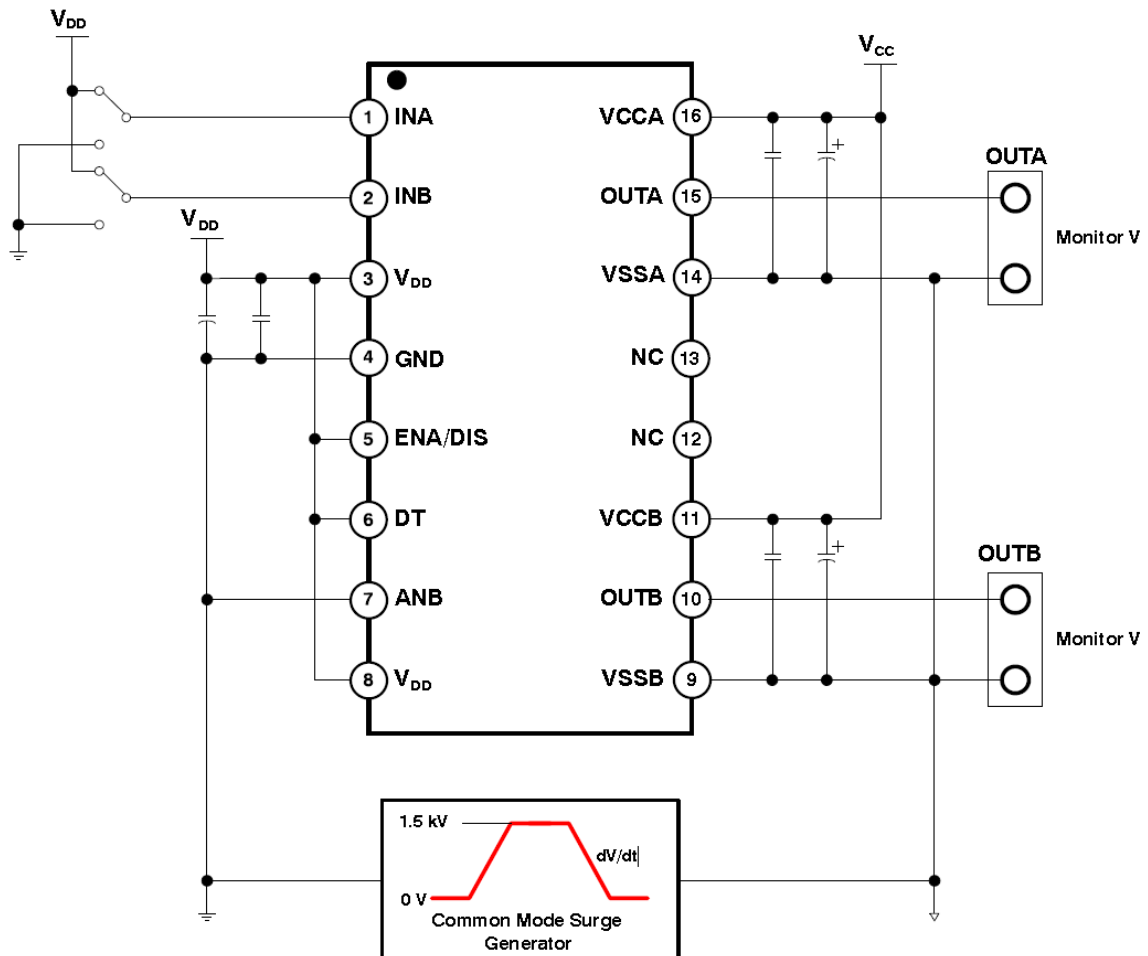 VDD
VCC
1 INA VCCA 16
OUTA
2 INB OUTA 15
VDD
Monitor V
3 VDD VSSA 14
4 GND NC 13
5 ENA/DIS NC 12
6 DT VCCB 11
OUTB
7 ANB OUTB 10
Monitor V
8 VDD VSSB 9
+
+
1.5 kV
dV/dt
0 V
Common Mode Surge
Generator